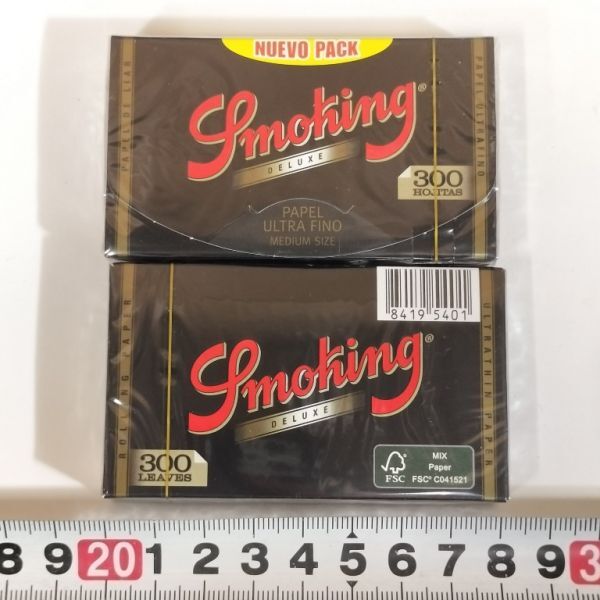 NUEVO PACK
PAPEL DE LIAR
Smoking®
DELUXE
PAPEL ULTRAFINO
300
HOJITAS
PAPEL
ULTRA FINO
MEDIUM SIZE
8419 5401
ROLLING PAPER
Smoking®
DELUXE
ULTRATHIN PAPER
300
LEAVES
FSC
MIX
Paper
FSC® C041521
8 9 20 1 2 3 4 5 6 7 8 9 3